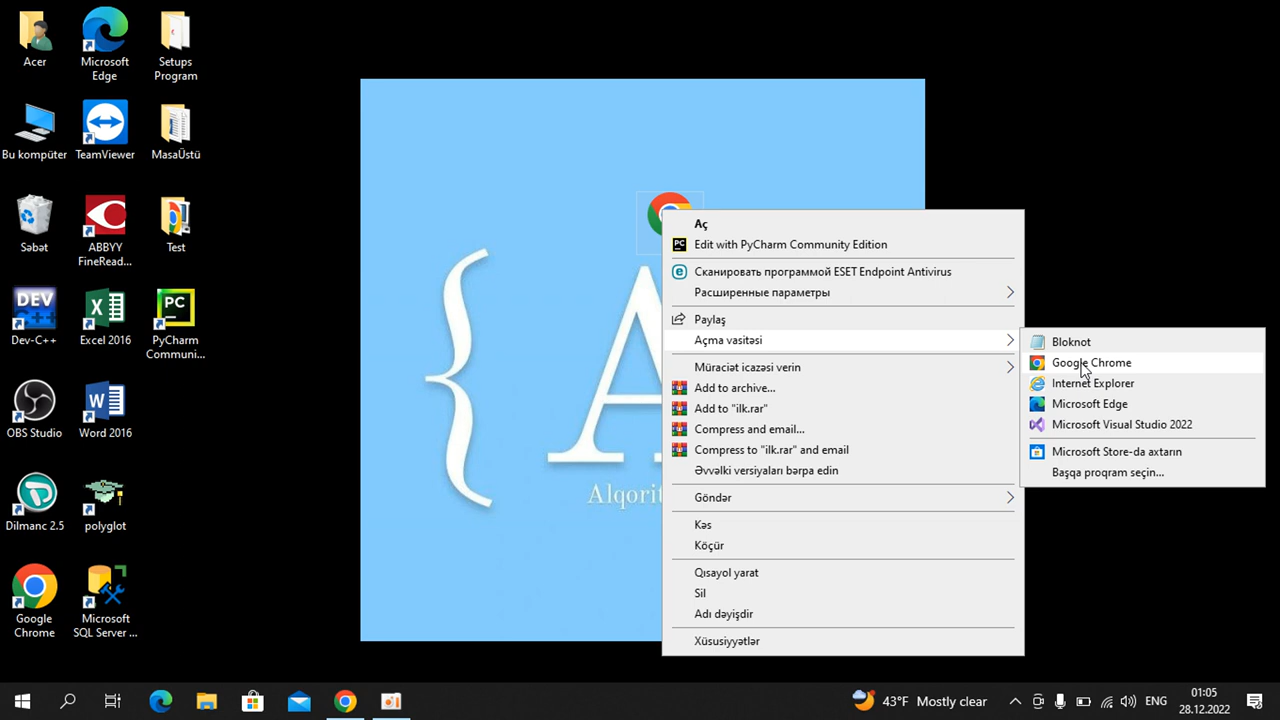 Acer
Microsoft
Edge
Setups
Program
Bu kompüter
TeamViewer
MasaÜstü
Səbət
ABBYY
FineRead...
Test
DEV
C++
Dev-C++
Excel 2016
PC
PyCharm
Communi...
OBS Studio
Word 2016
Dilmanc 2.5
polyglot
Google
Chrome
Microsoft
SQL Server ...
{ A
Alqorit
Aç
Edit with PyCharm Community Edition
Сканировать программой ESET Endpoint Antivirus
Расширенные параметры
Paylaş
Açma vasitəsi
Müraciət icazəsi verin
Add to archive...
Add to "ilk.rar"
Compress and email...
Compress to "ilk.rar" and email
Əvvəlki versiyaları bərpa edin
Göndər
Kəs
Köçür
Qısayol yarat
Sil
Adı dəyişdir
Xüsusiyyətlər
Bloknot
Google Chrome
Internet Explorer
Microsoft Edge
Microsoft Visual Studio 2022
Microsoft Store-da axtarın
Başqa proqram seçin...
43°F Mostly clear
ENG
01:05
28.12.2022